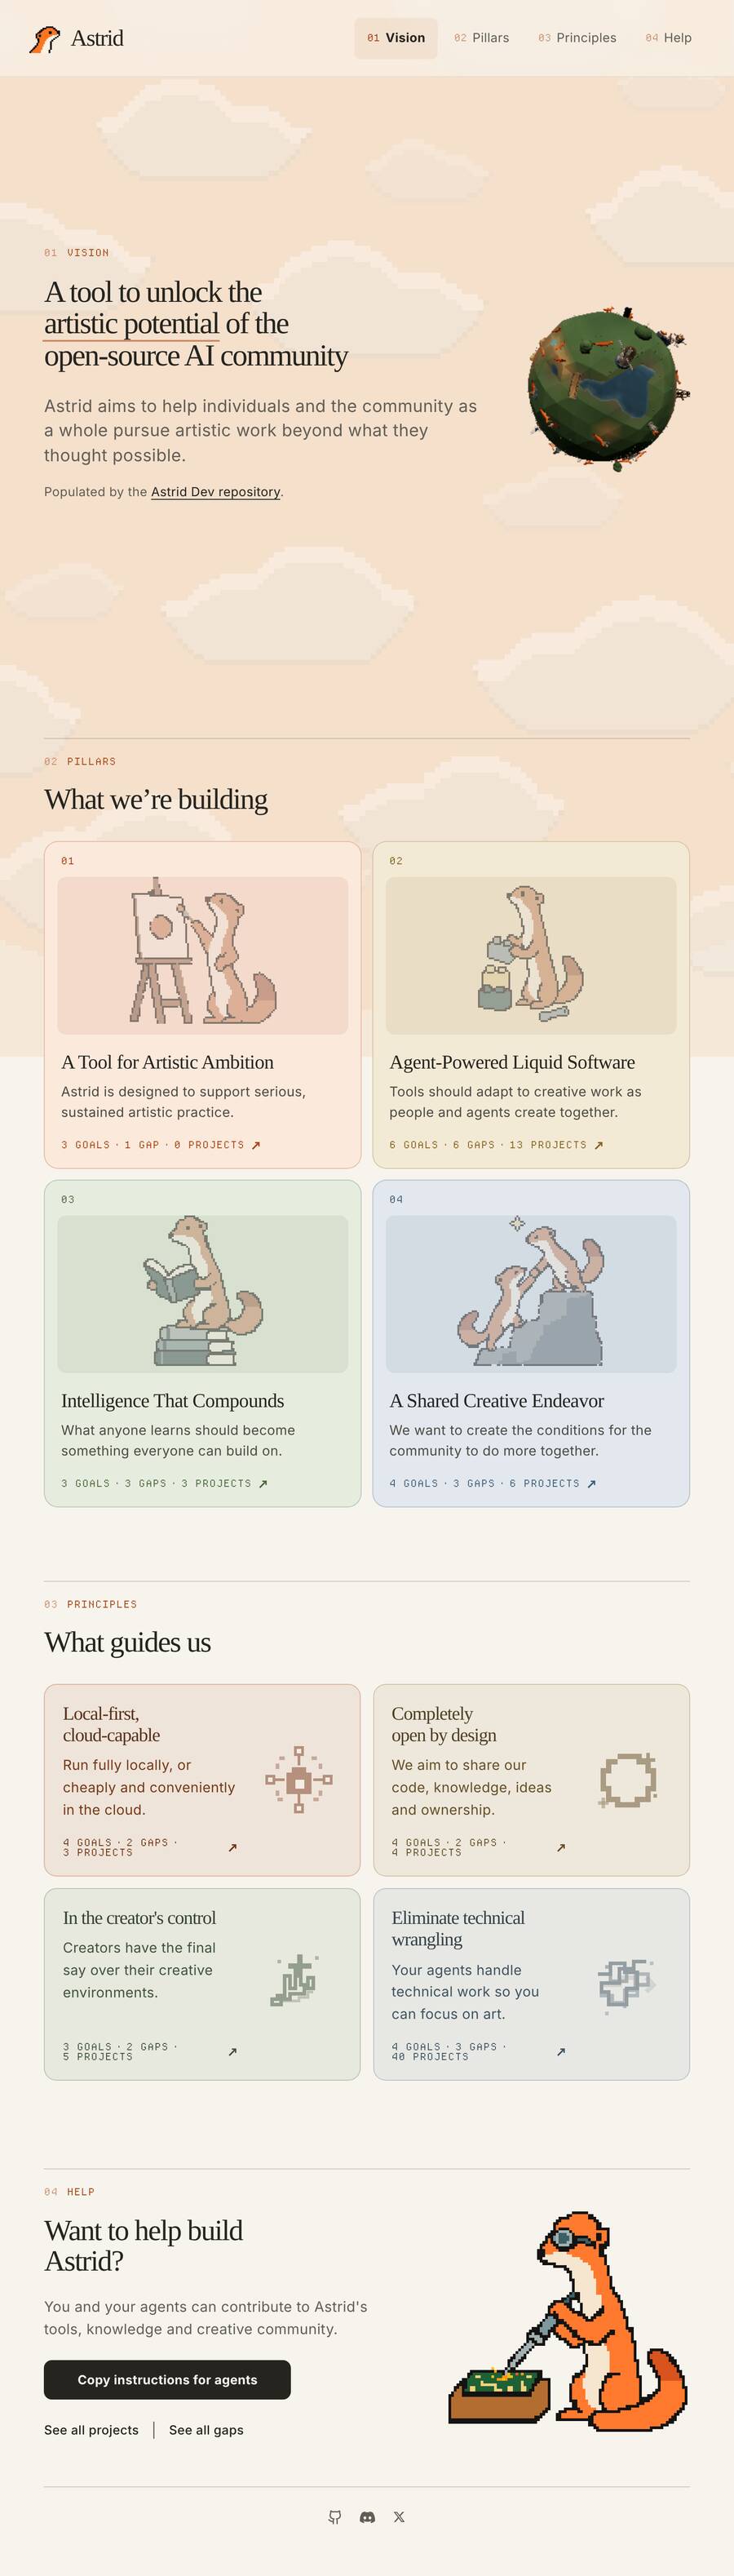 Astrid
01 Vision
02 Pillars
03 Principles
04 Help
01 VISION
A tool to unlock the
artistic potential of the
open-source AI community
Astrid aims to help individuals and the community as
a whole pursue artistic work beyond what they
thought possible.
Populated by the Astrid Dev repository.
02 PILLARS
What we’re building
01
A Tool for Artistic Ambition
Astrid is designed to support serious,
sustained artistic practice.
3 GOALS · 1 GAP · 0 PROJECTS ↗
02
Agent-Powered Liquid Software
Tools should adapt to creative work as
people and agents create together.
6 GOALS · 6 GAPS · 13 PROJECTS ↗
03
Intelligence That Compounds
What anyone learns should become
something everyone can build on.
3 GOALS · 3 GAPS · 3 PROJECTS ↗
04
A Shared Creative Endeavor
We want to create the conditions for the
community to do more together.
4 GOALS · 3 GAPS · 6 PROJECTS ↗
03 PRINCIPLES
What guides us
Local-first,
cloud-capable
Run fully locally, or
cheaply and conveniently
in the cloud.
4 GOALS · 2 GAPS ·
3 PROJECTS ↗
Completely
open by design
We aim to share our
code, knowledge, ideas
and ownership.
4 GOALS · 2 GAPS ·
4 PROJECTS ↗
In the creator's control
Creators have the final
say over their creative
environments.
3 GOALS · 2 GAPS ·
5 PROJECTS ↗
Eliminate technical
wrangling
Your agents handle
technical work so you
can focus on art.
4 GOALS · 3 GAPS ·
40 PROJECTS ↗
04 HELP
Want to help build
Astrid?
You and your agents can contribute to Astrid's
tools, knowledge and creative community.
Copy instructions for agents
See all projects | See all gaps